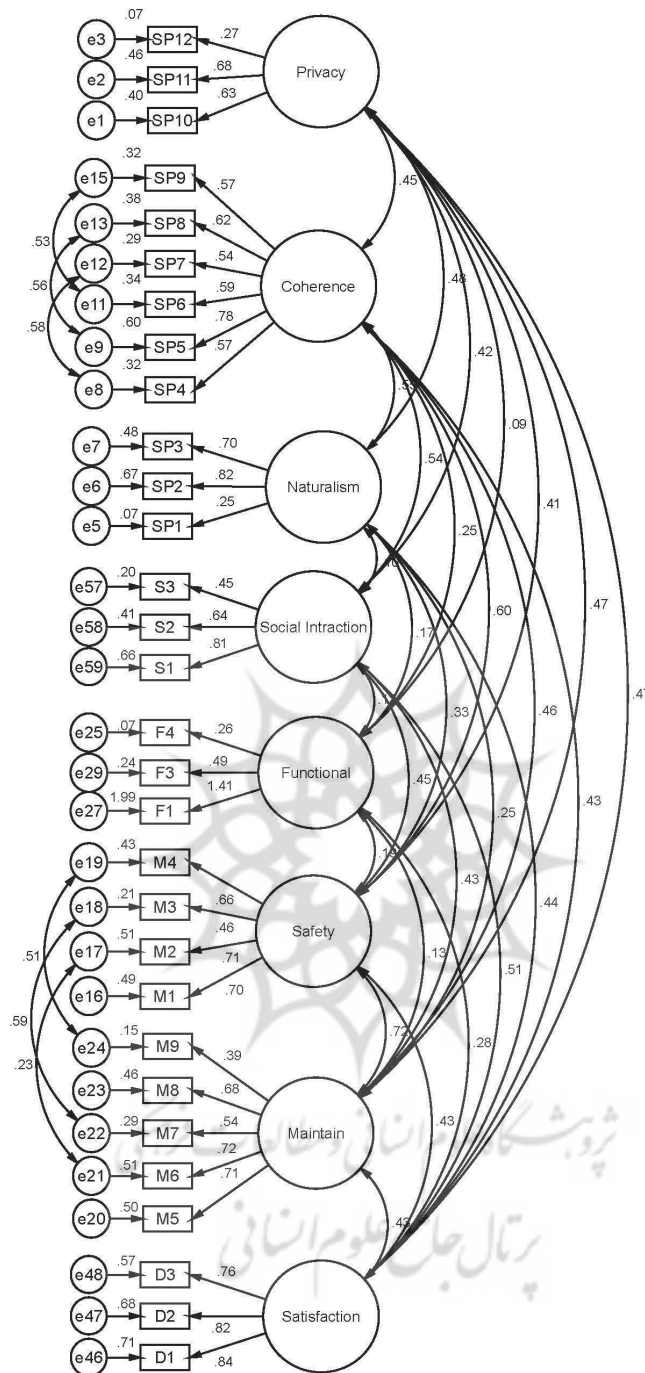 .07
e3 SP12 .27
.46
e2 SP11 .68 Privacy
.40
e1 SP10 .63
.32
e15 SP9 .57 .45
.38
e13 SP8 .62
.53 .29
e12 SP7 .54
.34
.56 e11 SP6 .59 Coherence .48
.60
.58 e9 SP5 .78
.32
e8 SP4 .57 .42
.09
.48
e7 SP3 .70 .54
.67
e6 SP2 .82 Naturalism
.07
e5 SP1 .25 .25 .41
.20
e57 S3 .45
.41
e58 S2 .64 Social Intraction .60 .47
.66
e59 S1 .81 .17
.33 .46
.07
e25 F4 .26
.24
e29 F3 .49 Functional .45
1.99
e27 F1 1.41 .25 .43
.43
e19 M4 .66 .43 .44
.21
e18 M3 .46 Safety
.51
e17 M2 .71 .13 .51
.51 .49
e16 M1 .70
.59 .15
e24 M9 .39 .72 .28
.23 .46
e23 M8 .68
.29
e22 M7 .54 Maintain .43
.51
e21 M6 .72
.50
e20 M5 .71
.43
.57
e48 D3 .76
.68
e47 D2 .82 Satisfaction
.71
e46 D1 .84
پرتال جامع علوم انسانی